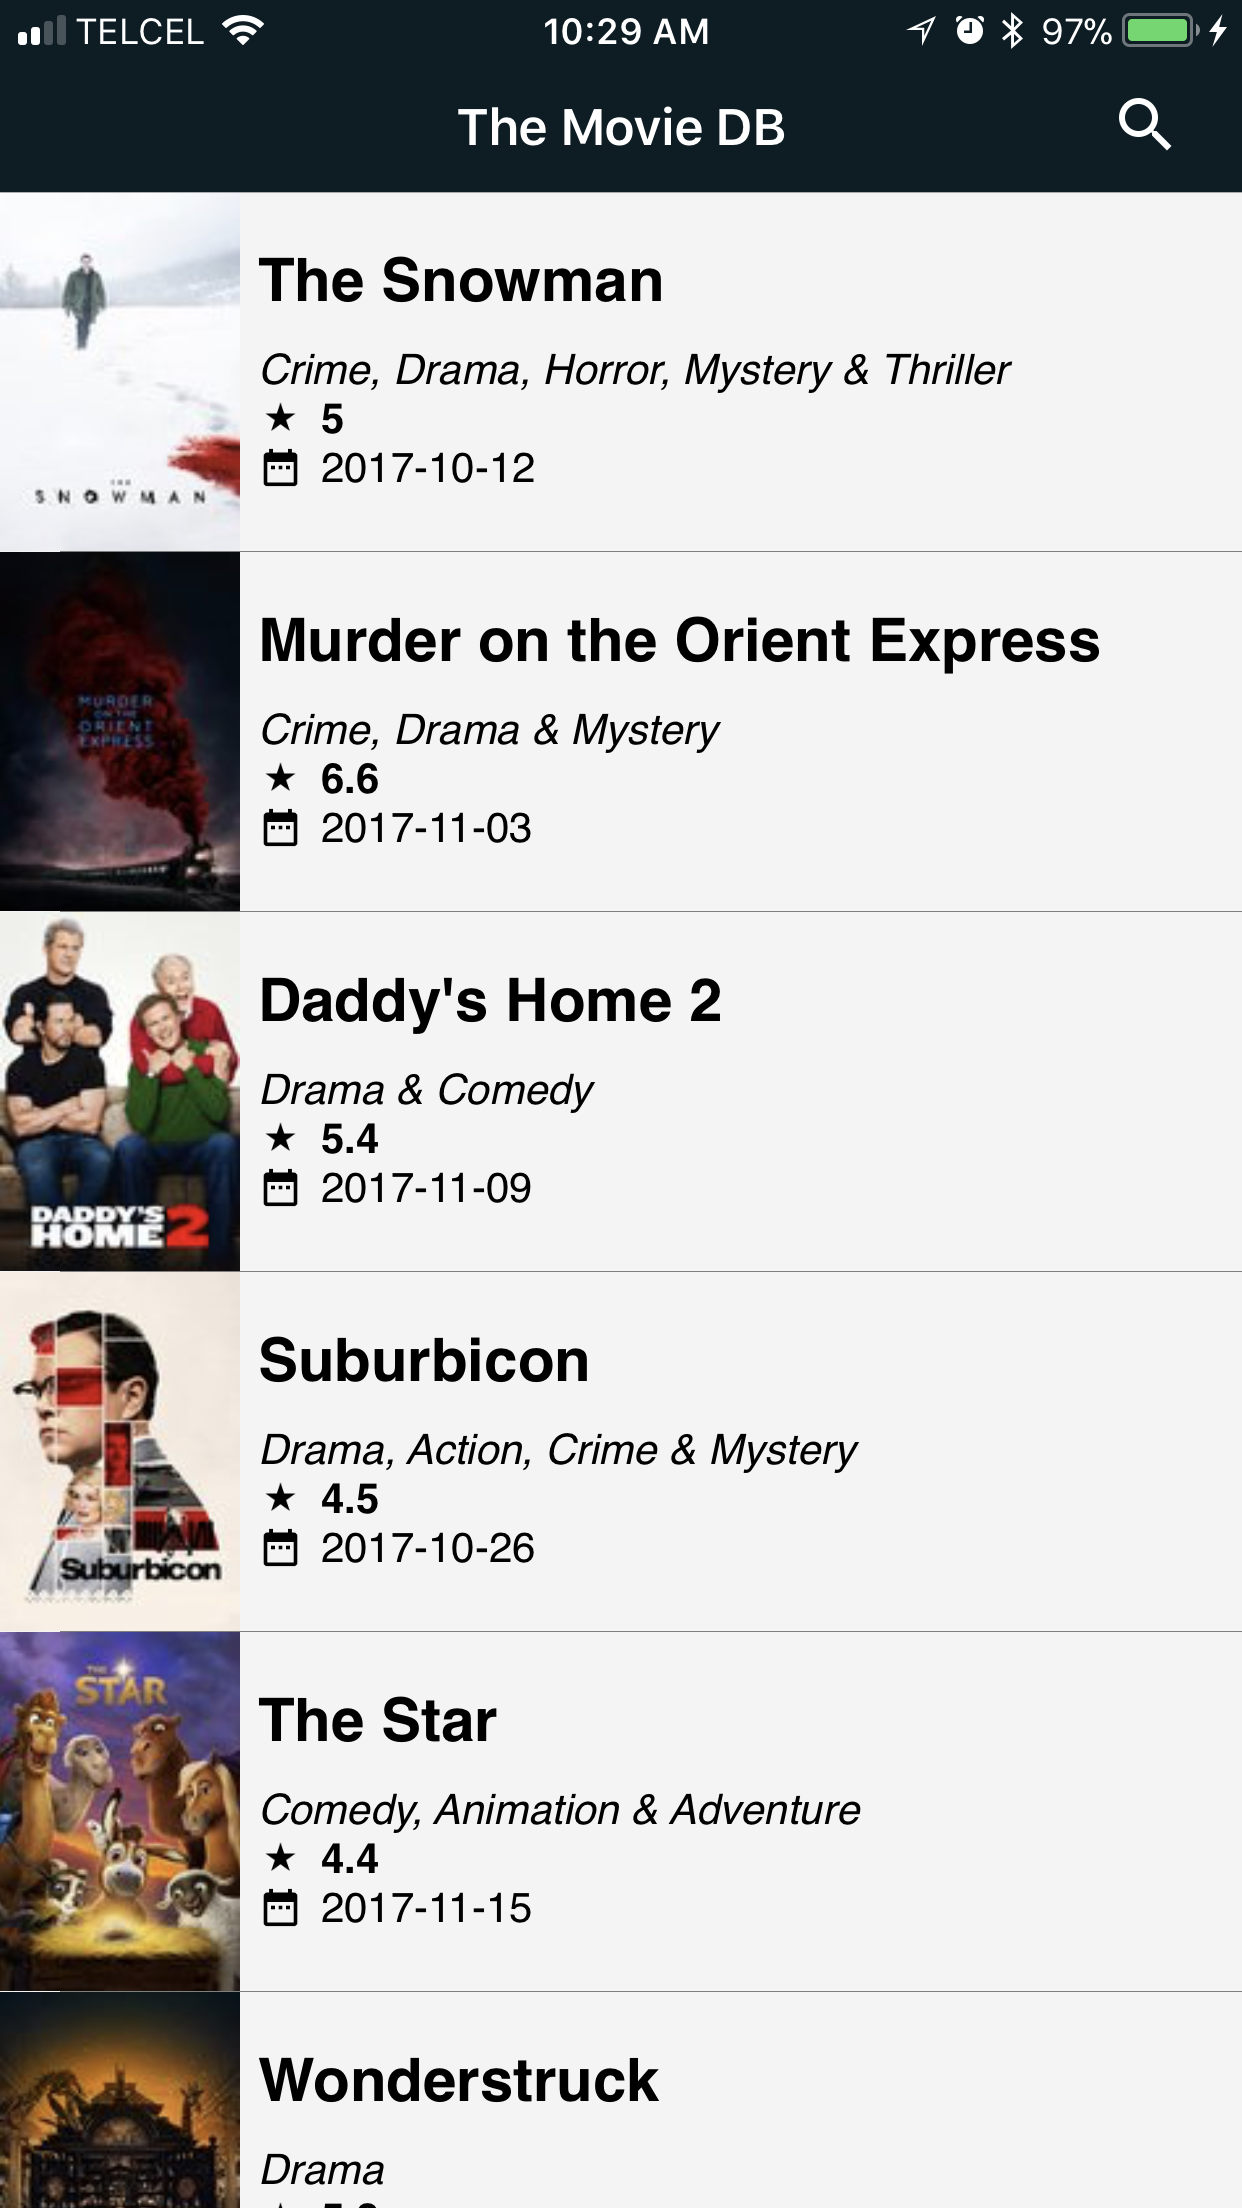 TELCEL 10:29 AM 97%
The Movie DB
The Snowman
Crime, Drama, Horror, Mystery & Thriller
★ 5
2017-10-12
SNOWMAN
Murder on the Orient Express
Crime, Drama & Mystery
★ 6.6
2017-11-03
MURDER
ON THE
ORIENT
EXPRESS
Daddy's Home 2
Drama & Comedy
★ 5.4
2017-11-09
DADDY'S
HOME 2
Suburbicon
Drama, Action, Crime & Mystery
★ 4.5
2017-10-26
Suburbicon
THE
STAR
The Star
Comedy, Animation & Adventure
★ 4.4
2017-11-15
Wonderstruck
Drama